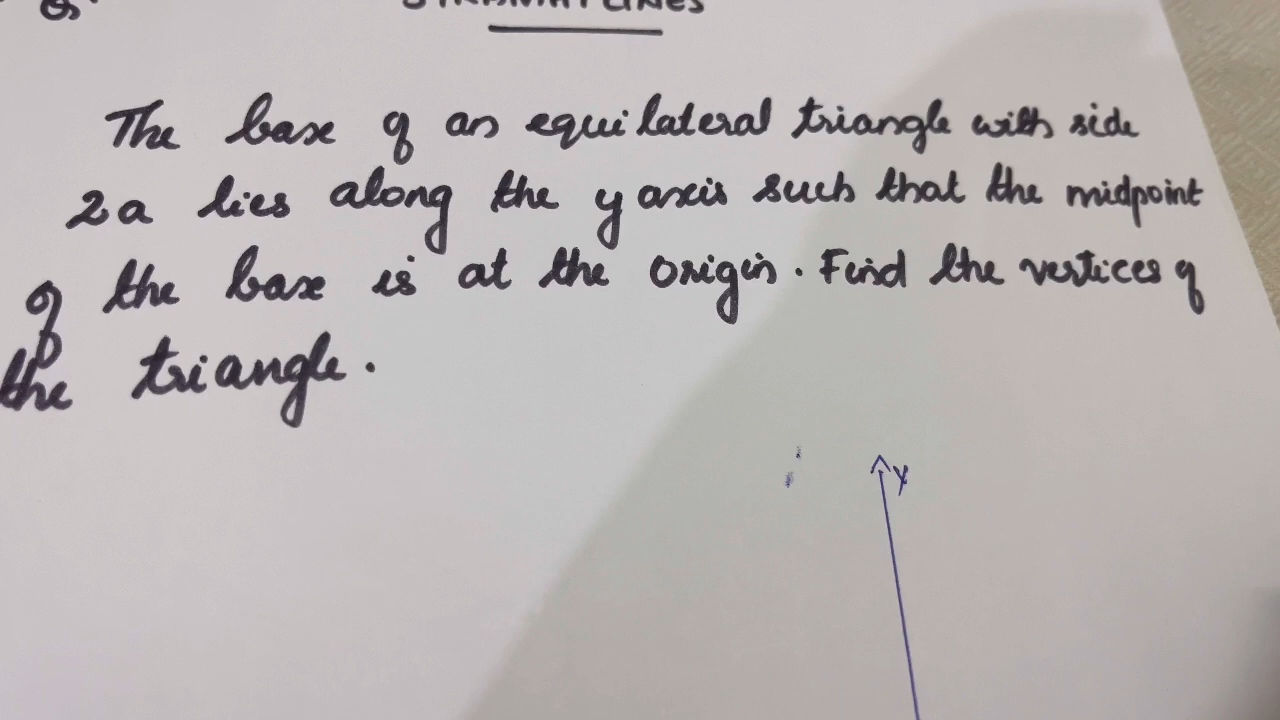 The base of an equilateral triangle with side
2a lies along the y axis such that the midpoint
of the base is at the origin. Find the vertices of
the triangle.
Y